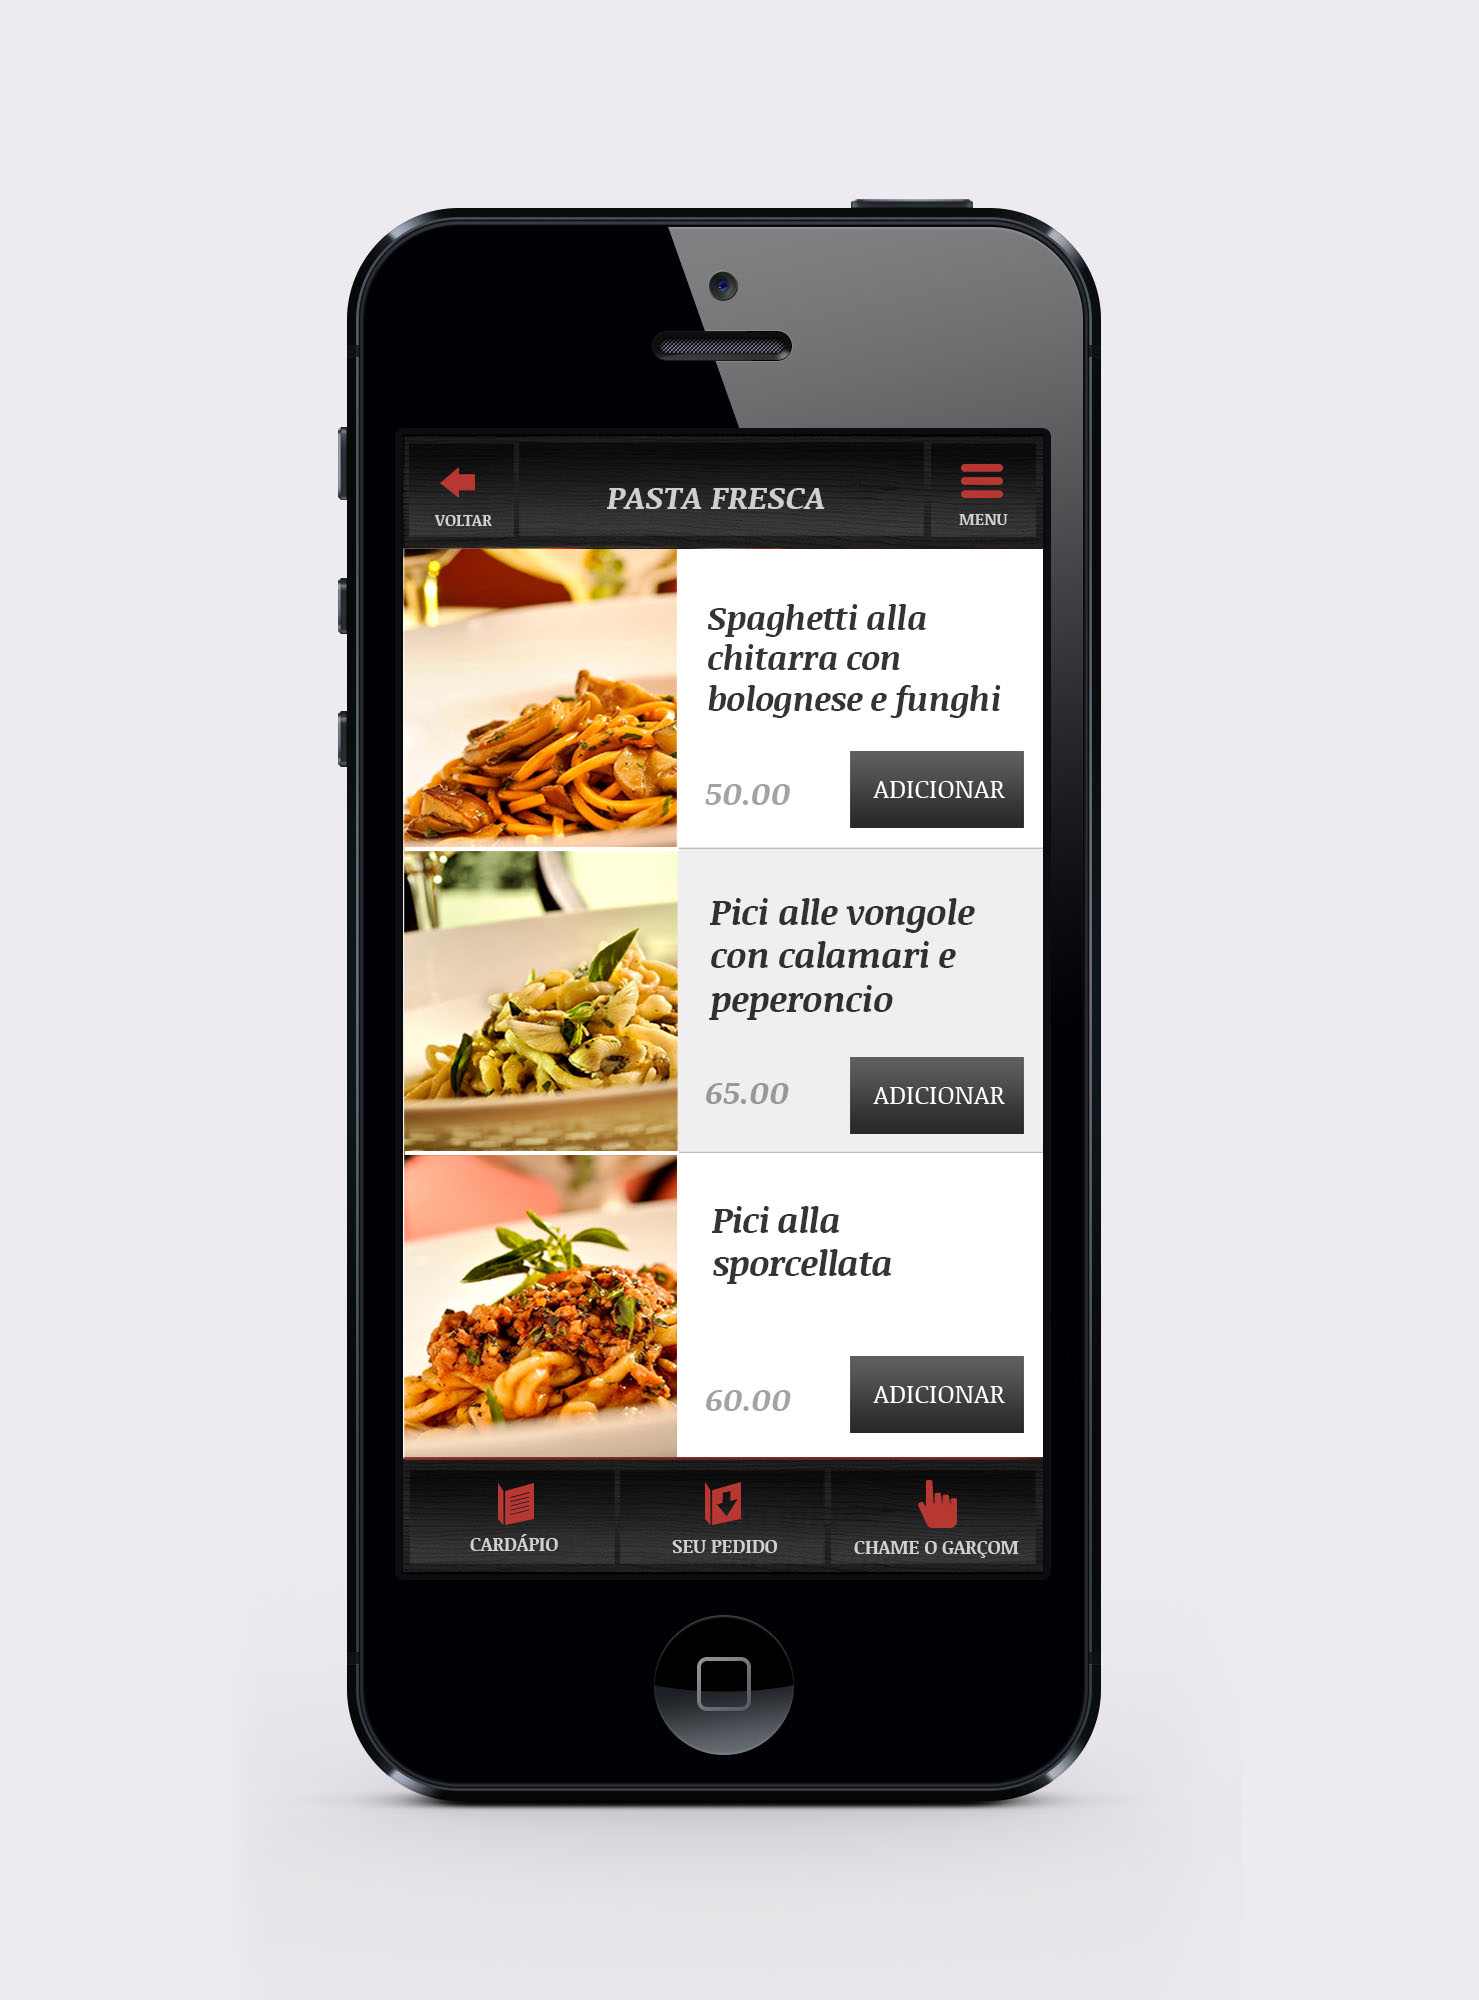 VOLTAR
PASTA FRESCA
MENU
Spaghetti alla
chitarra con
bolognese e funghi
50.00
ADICIONAR
Pici alle vongole
con calamari e
peperoncio
65.00
ADICIONAR
Pici alla
sporcellata
60.00
ADICIONAR
CARDÁPIO
SEU PEDIDO
CHAME O GARÇOM